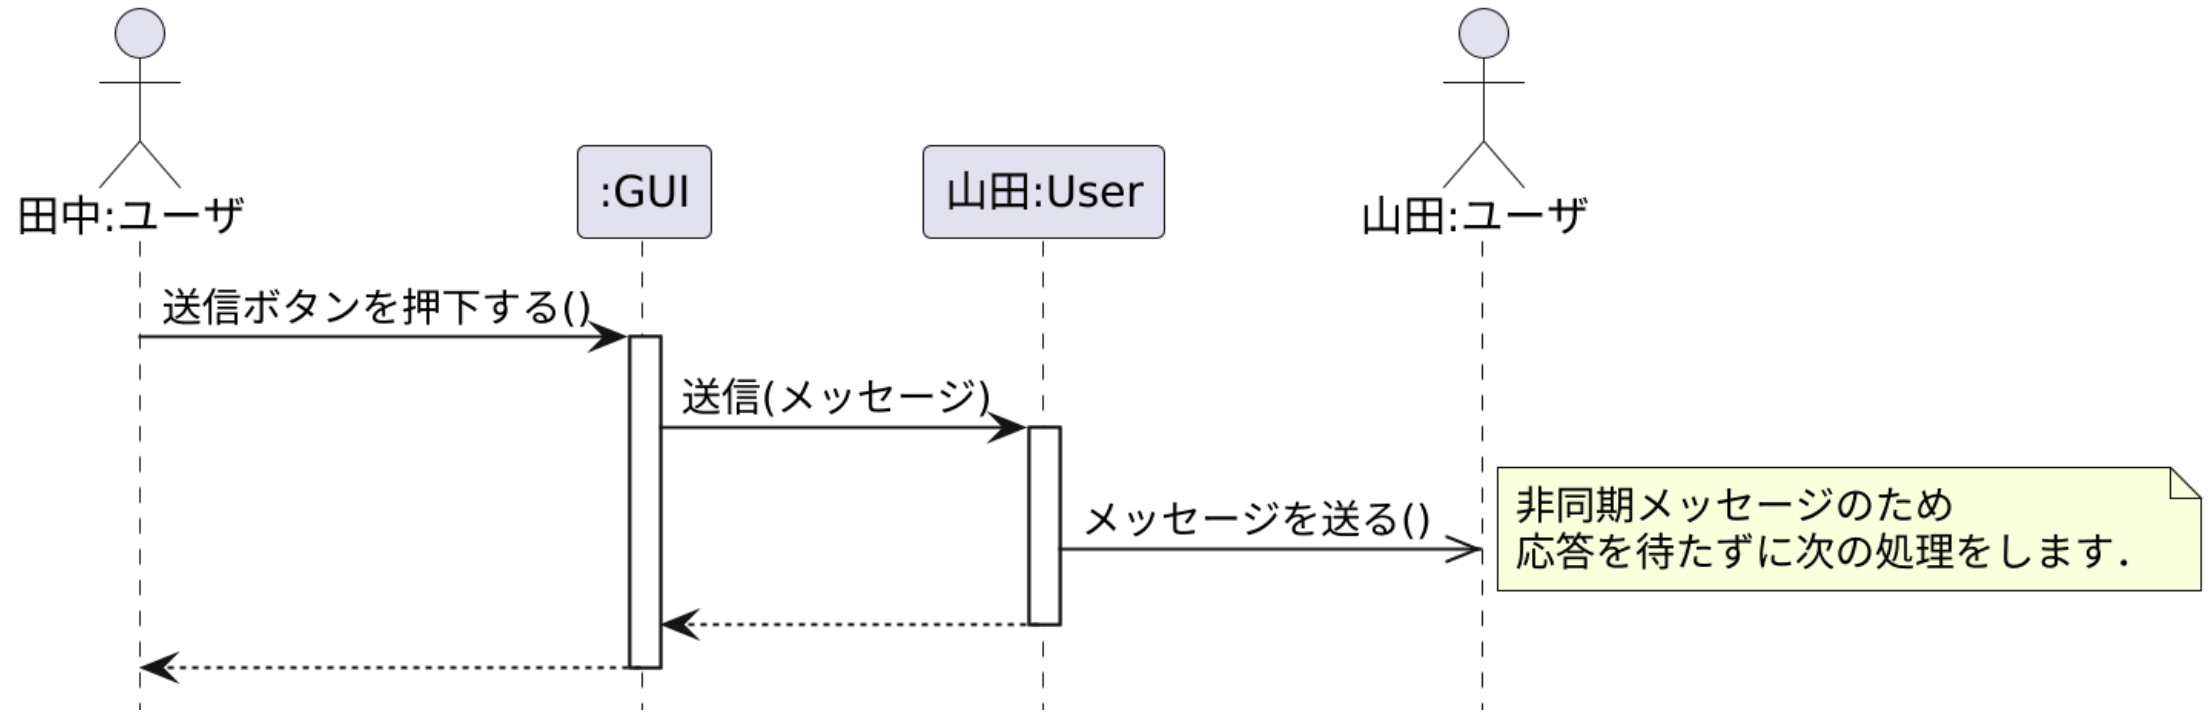 田中:ユーザ
:GUI
山田:User
山田:ユーザ
送信ボタンを押下する()
送信(メッセージ)
メッセージを送る()
非同期メッセージのため
応答を待たずに次の処理をします．